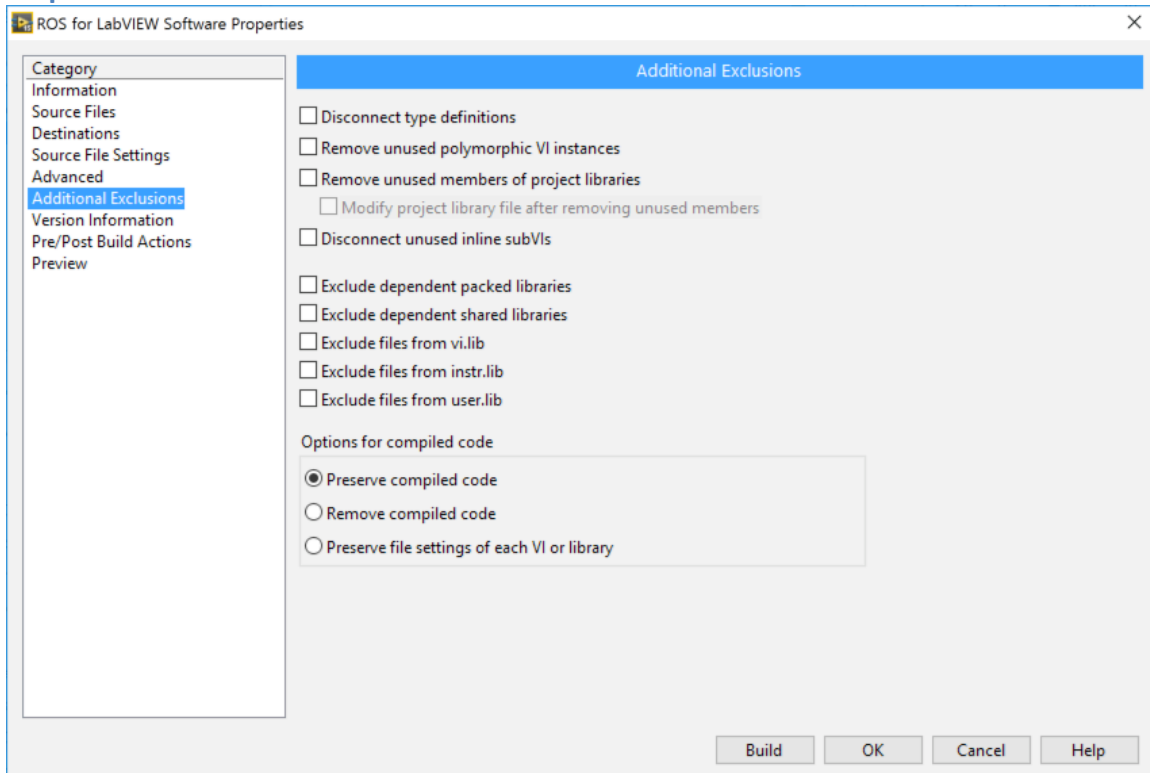 ROS for LabVIEW Software Properties
Category
Information
Source Files
Destinations
Source File Settings
Advanced
Additional Exclusions
Version Information
Pre/Post Build Actions
Preview
Additional Exclusions
Disconnect type definitions
Remove unused polymorphic VI instances
Remove unused members of project libraries
Modify project library file after removing unused members
Disconnect unused inline subVIs
Exclude dependent packed libraries
Exclude dependent shared libraries
Exclude files from vi.lib
Exclude files from instr.lib
Exclude files from user.lib
Options for compiled code
Preserve compiled code
Remove compiled code
Preserve file settings of each VI or library
Build
OK
Cancel
Help